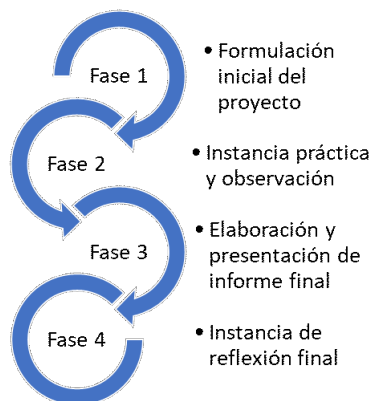 Fase 1
• Formulación
inicial del
proyecto
Fase 2
• Instancia práctica
y observación
Fase 3
• Elaboración y
presentación de
informe final
Fase 4
• Instancia de
reflexión final